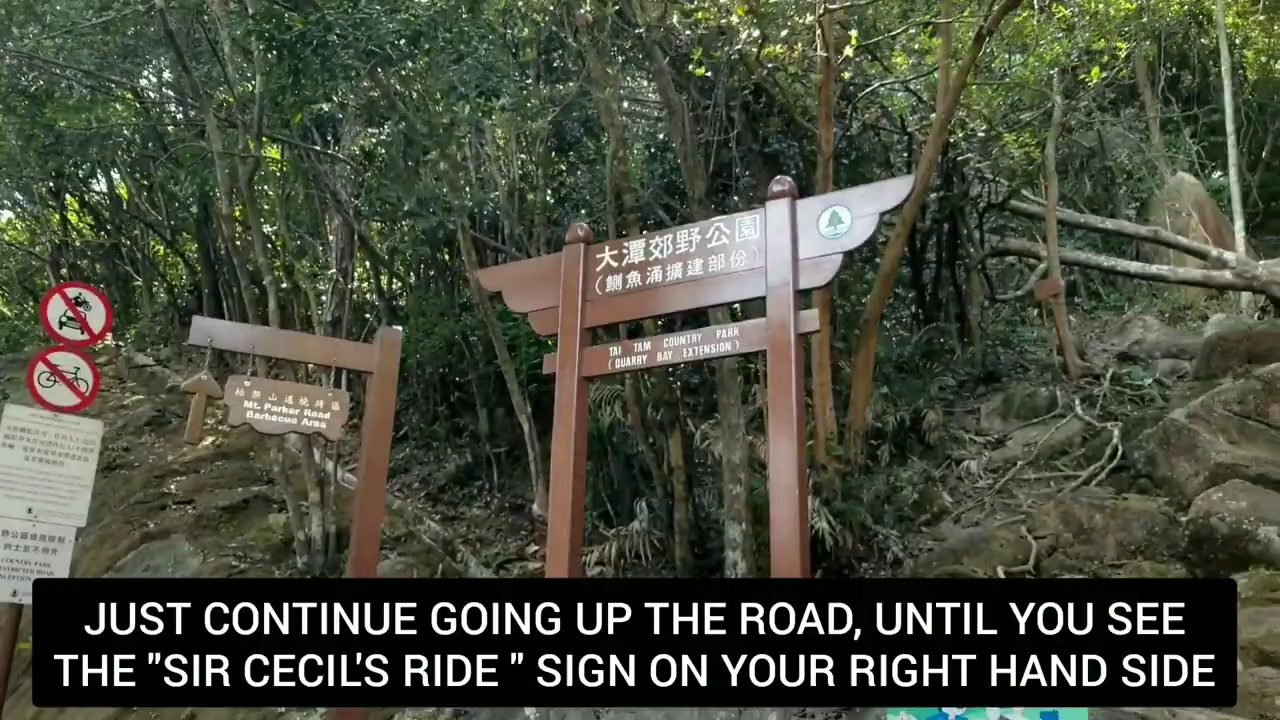 大潭郊野公園
(鰂魚涌擴建部份)
TAI TAM COUNTRY PARK
(QUARRY BAY EXTENSION)
柏架山道燒烤區
Mt. Parker Road
Barbecue Area
COUNTRY PARK
JUST CONTINUE GOING UP THE ROAD, UNTIL YOU SEE
THE "SIR CECIL'S RIDE " SIGN ON YOUR RIGHT HAND SIDE